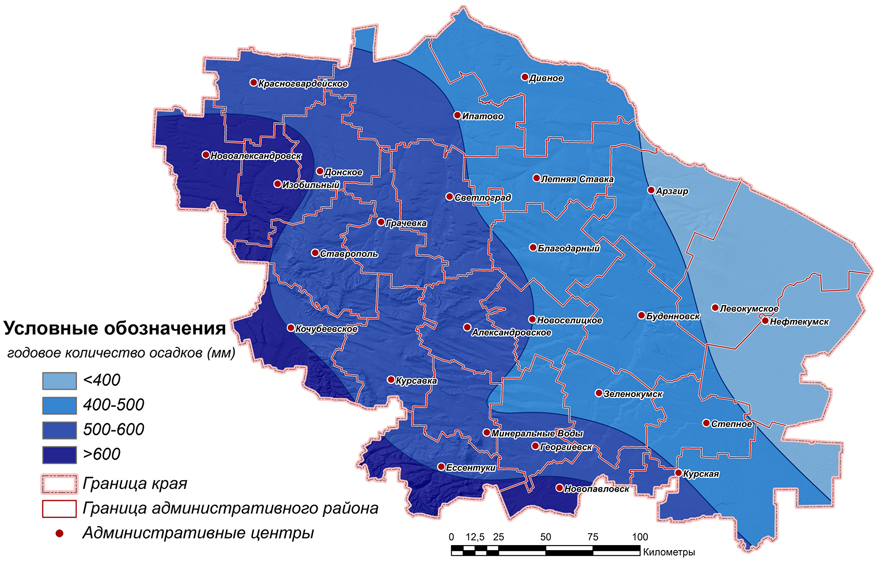 Дивное
Красногвардейское
Ипатово
Новоалександровск
Донское
Изобильный
Летняя Ставка
Арзгир
Светлоград
Грачевка
Ставрополь
Благодарный
Левокумское
Нефтекумск
Буденновск
Новоселицкое
Александровское
Кочубеевское
Курсавка
Зеленокумск
Степное
Минеральные Воды
Георгиевск
Ессентуки
Курская
Новопавловск
Условные обозначения
годовое количество осадков (мм)
<400
400-500
500-600
>600
Граница края
Граница административного района
Административные центры
0 12,5 25 50 75 100
Километры